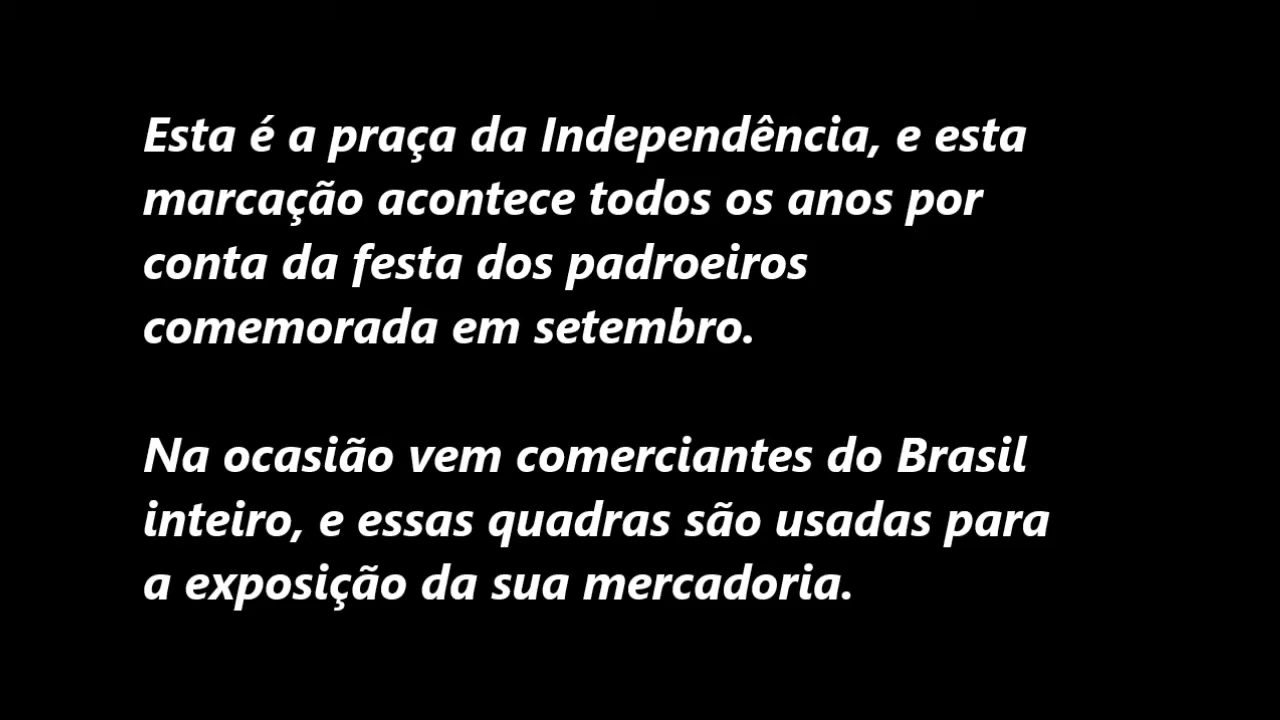 Esta é a praça da Independência, e esta
marcação acontece todos os anos por
conta da festa dos padroeiros
comemorada em setembro.
Na ocasião vem comerciantes do Brasil
inteiro, e essas quadras são usadas para
a exposição da sua mercadoria.